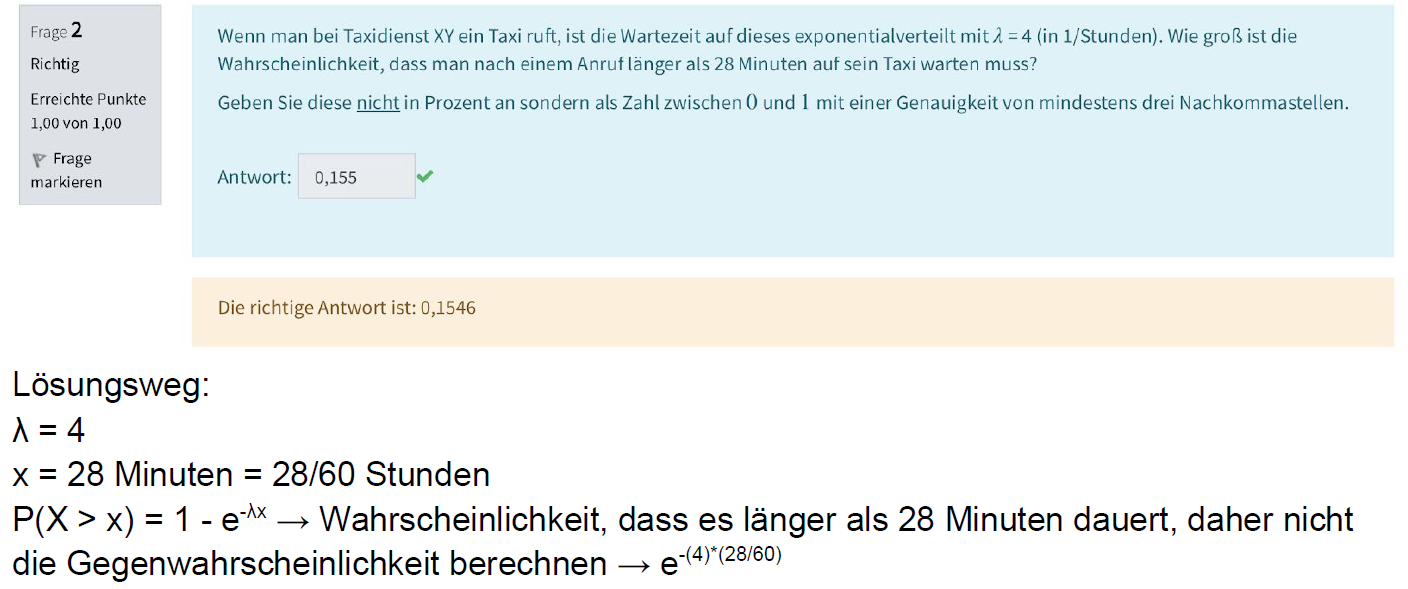 Frage 2
Richtig
Erreichte Punkte
1,00 von 1,00
Frage
markieren
Wenn man bei Taxidienst XY ein Taxi ruft, ist die Wartezeit auf dieses exponentialverteilt mit λ = 4 (in 1/Stunden). Wie groß ist die
Wahrscheinlichkeit, dass man nach einem Anruf länger als 28 Minuten auf sein Taxi warten muss?
Geben Sie diese nicht in Prozent an sondern als Zahl zwischen 0 und 1 mit einer Genauigkeit von mindestens drei Nachkommastellen.
Antwort: 0,155
Die richtige Antwort ist: 0,1546
Lösungsweg:
λ = 4
x = 28 Minuten = 28/60 Stunden
P(X > x) = 1 - e^-λx → Wahrscheinlichkeit, dass es länger als 28 Minuten dauert, daher nicht
die Gegenwahrscheinlichkeit berechnen → e^-(4)*(28/60)